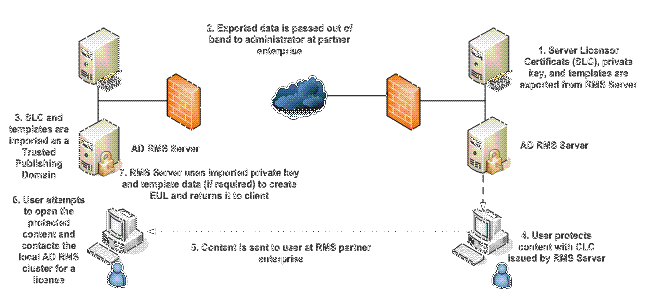 2. Exported data is passed out of
band to administrator at partner
enterprise
1. Server Licensor
Certificate (SLC), private
key, and templates are
exported from RMS Server
3. SLC and
templates are
imported as a
Trusted
Publishing
Domain
AD RMS Server
AD RMS Server
7. RMS Server uses imported private key
and template data (if required) to create
EUL and returns it to client
6. User attempts
to open the
protected
content and
contacts the
local AD RMS
cluster for a
license
5. Content is sent to user at RMS partner
enterprise
4. User protects
content with CLC
issued by RMS Server